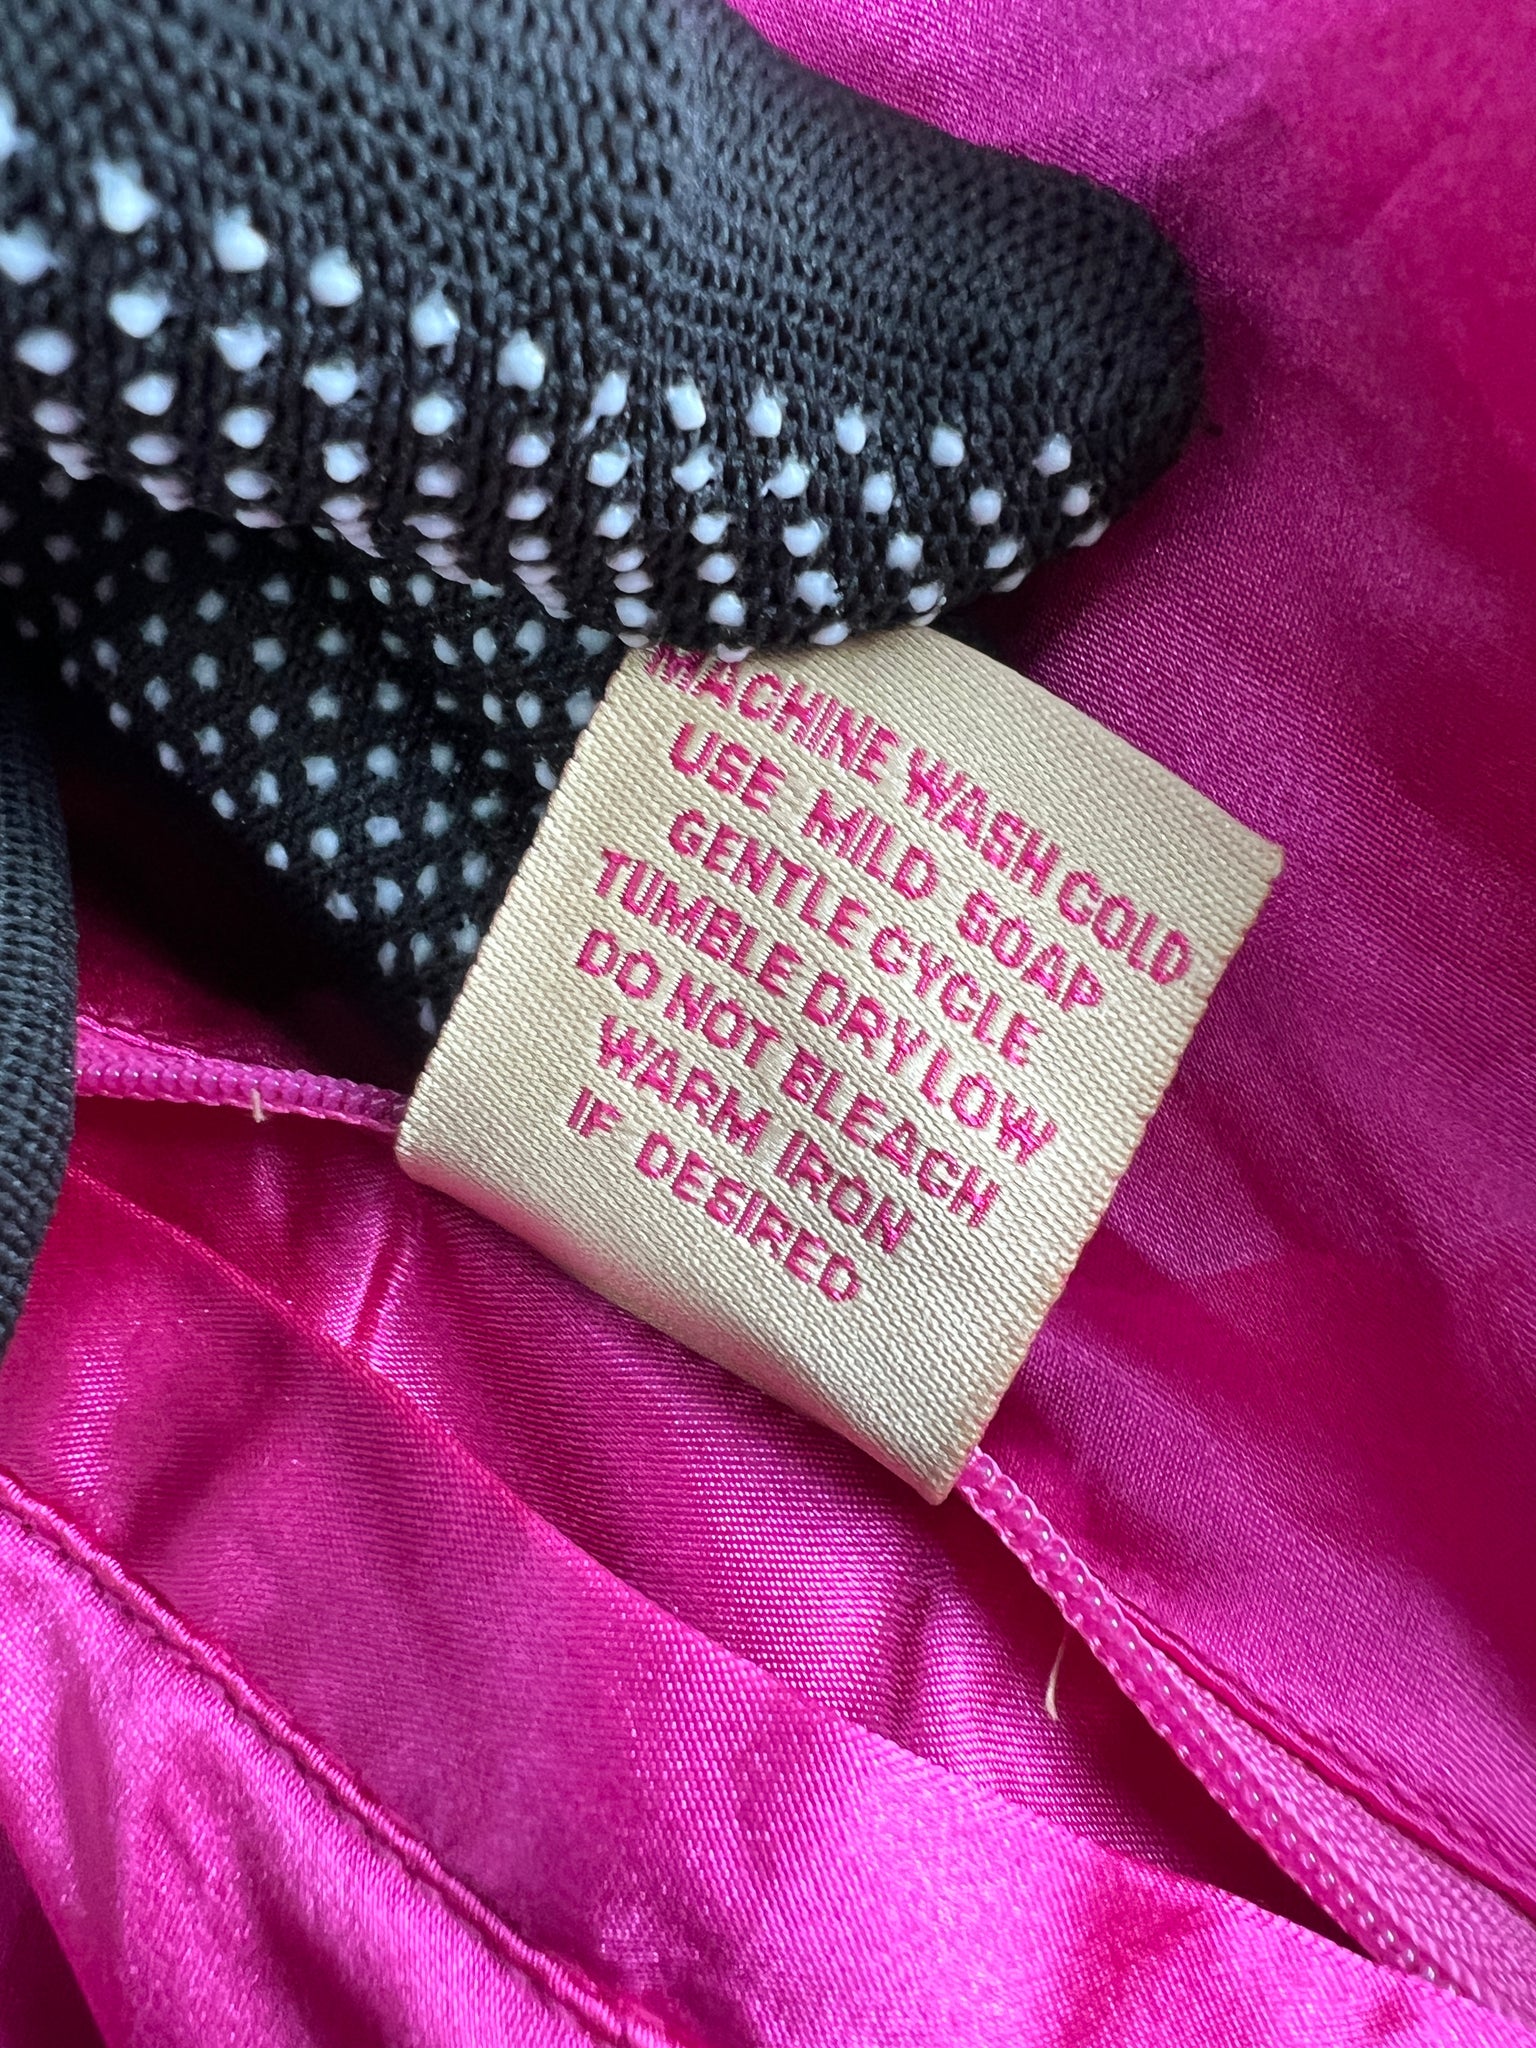 MACHINE WASH COLD
USE MILD SOAP
GENTLE CYCLE
TUMBLE DRY LOW
DO NOT BLEACH
WARM IRON
IF DESIRED